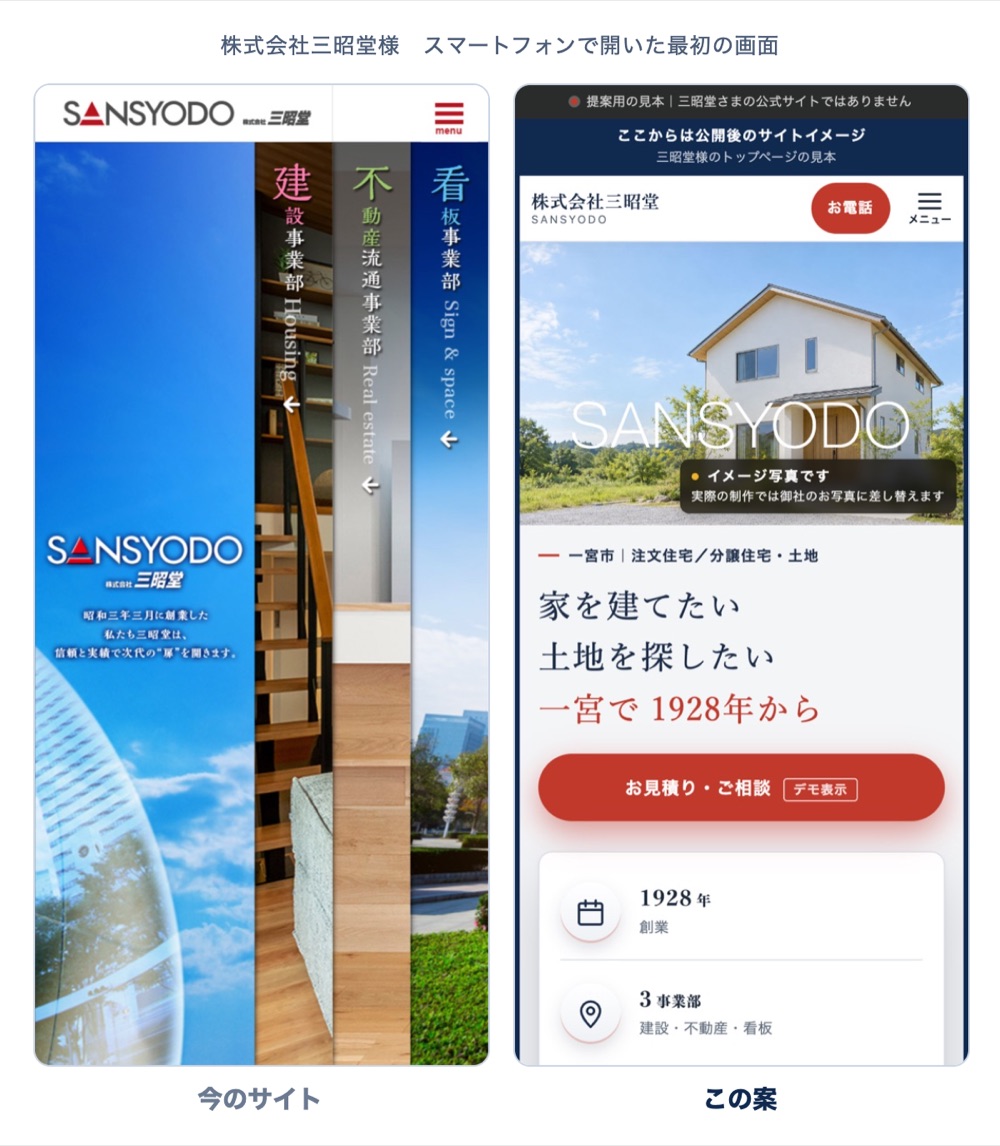 株式会社三昭堂様　スマートフォンで開いた最初の画面
SANSYODO 株式会社 三昭堂
menu
建設事業部 Housing
不動産流通事業部 Real estate
看板事業部 Sign & space
SANSYODO
株式会社 三昭堂
昭和三年三月に創業した
私たち三昭堂は、
信頼と実績で次代の“扉”を開きます。
今のサイト
提案用の見本｜三昭堂さまの公式サイトではありません
ここからは公開後のサイトイメージ
三昭堂様のトップページの見本
株式会社三昭堂
SANSYODO
お電話
メニュー
SANSYODO
イメージ写真です
実際の制作では御社のお写真に差し替えます
一宮市｜注文住宅／分譲住宅・土地
家を建てたい
土地を探したい
一宮で 1928年から
お見積り・ご相談 デモ表示
1928 年
創業
3 事業部
建設・不動産・看板
この案